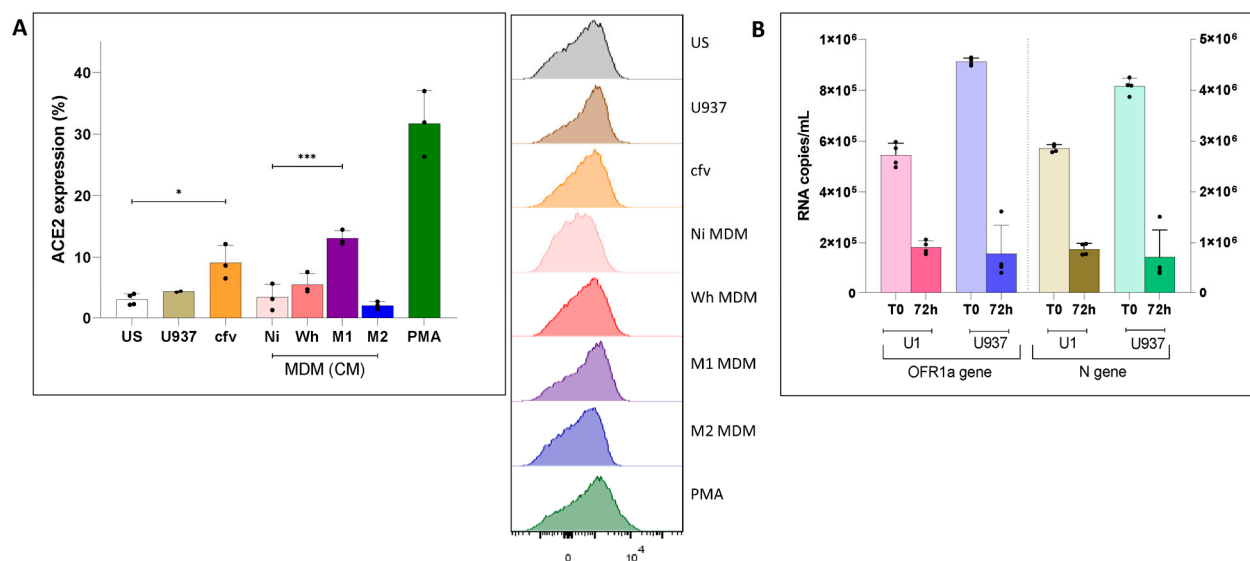 A
ACE2 expression (%)
40
30
20
10
0
*
***
US U937 cfv Ni Wh M1 M2 PMA
MDM (CM)
US
U937
cfv
Ni MDM
Wh MDM
M1 MDM
M2 MDM
PMA
0 10⁴
B
RNA copies/mL
1×10⁶
8×10⁵
6×10⁵
4×10⁵
2×10⁵
0
5×10⁶
4×10⁶
3×10⁶
2×10⁶
1×10⁶
0
T0 72h T0 72h T0 72h T0 72h
U1 U937 U1 U937
OFR1a gene N gene